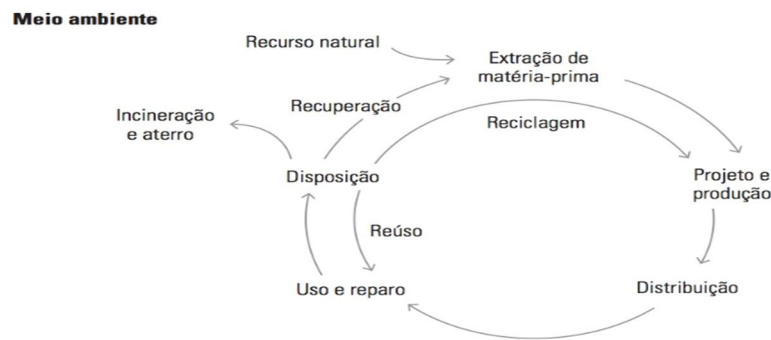 Meio ambiente
Recurso natural
Extração de
matéria-prima
Recuperação
Incineração
e aterro
Reciclagem
Disposição
Projeto e
produção
Reúso
Uso e reparo
Distribuição